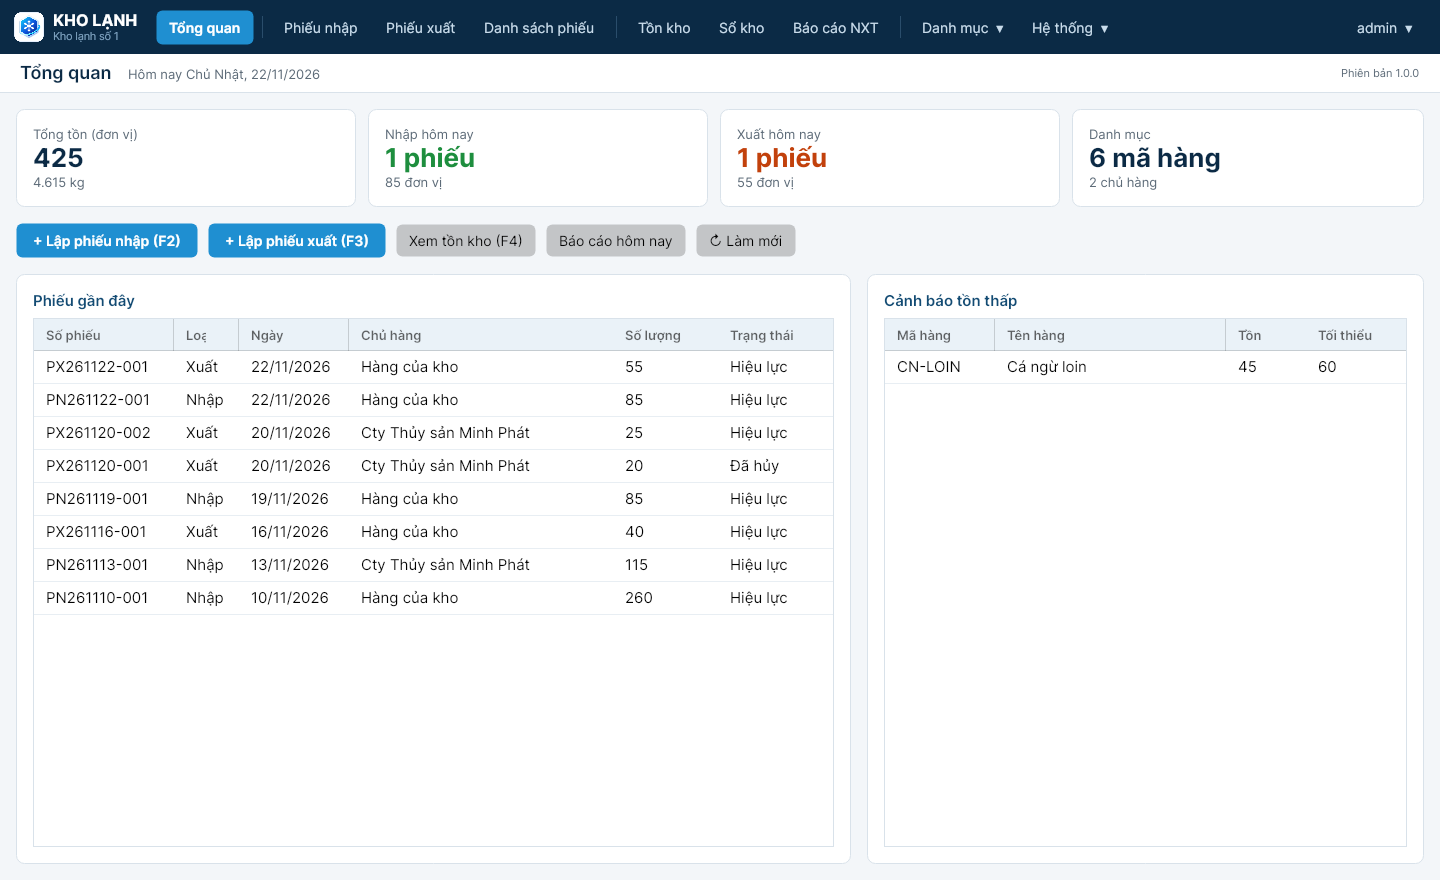 KHO LẠNH
Kho lạnh số 1
Tổng quan
Phiếu nhập
Phiếu xuất
Danh sách phiếu
Tồn kho
Sổ kho
Báo cáo NXT
Danh mục ▾
Hệ thống ▾
admin ▾
Tổng quan
Hôm nay Chủ Nhật, 22/11/2026
Phiên bản 1.0.0
Tổng tồn (đơn vị)
425
4.615 kg
Nhập hôm nay
1 phiếu
85 đơn vị
Xuất hôm nay
1 phiếu
55 đơn vị
Danh mục
6 mã hàng
2 chủ hàng
+ Lập phiếu nhập (F2)
+ Lập phiếu xuất (F3)
Xem tồn kho (F4)
Báo cáo hôm nay
↻ Làm mới
Phiếu gần đây
Số phiếu Ngày Chủ hàng Số lượng Trạng thái
PX261122-001 Xuất 22/11/2026 Hàng của kho 55 Hiệu lực
PN261122-001 Nhập 22/11/2026 Hàng của kho 85 Hiệu lực
PX261120-002 Xuất 20/11/2026 Cty Thủy sản Minh Phát 25 Hiệu lực
PX261120-001 Xuất 20/11/2026 Cty Thủy sản Minh Phát 20 Đã hủy
PN261119-001 Nhập 19/11/2026 Hàng của kho 85 Hiệu lực
PX261116-001 Xuất 16/11/2026 Hàng của kho 40 Hiệu lực
PN261113-001 Nhập 13/11/2026 Cty Thủy sản Minh Phát 115 Hiệu lực
PN261110-001 Nhập 10/11/2026 Hàng của kho 260 Hiệu lực
Cảnh báo tồn thấp
Mã hàng Tên hàng Tồn Tối thiểu
CN-LOIN Cá ngừ loin 45 60